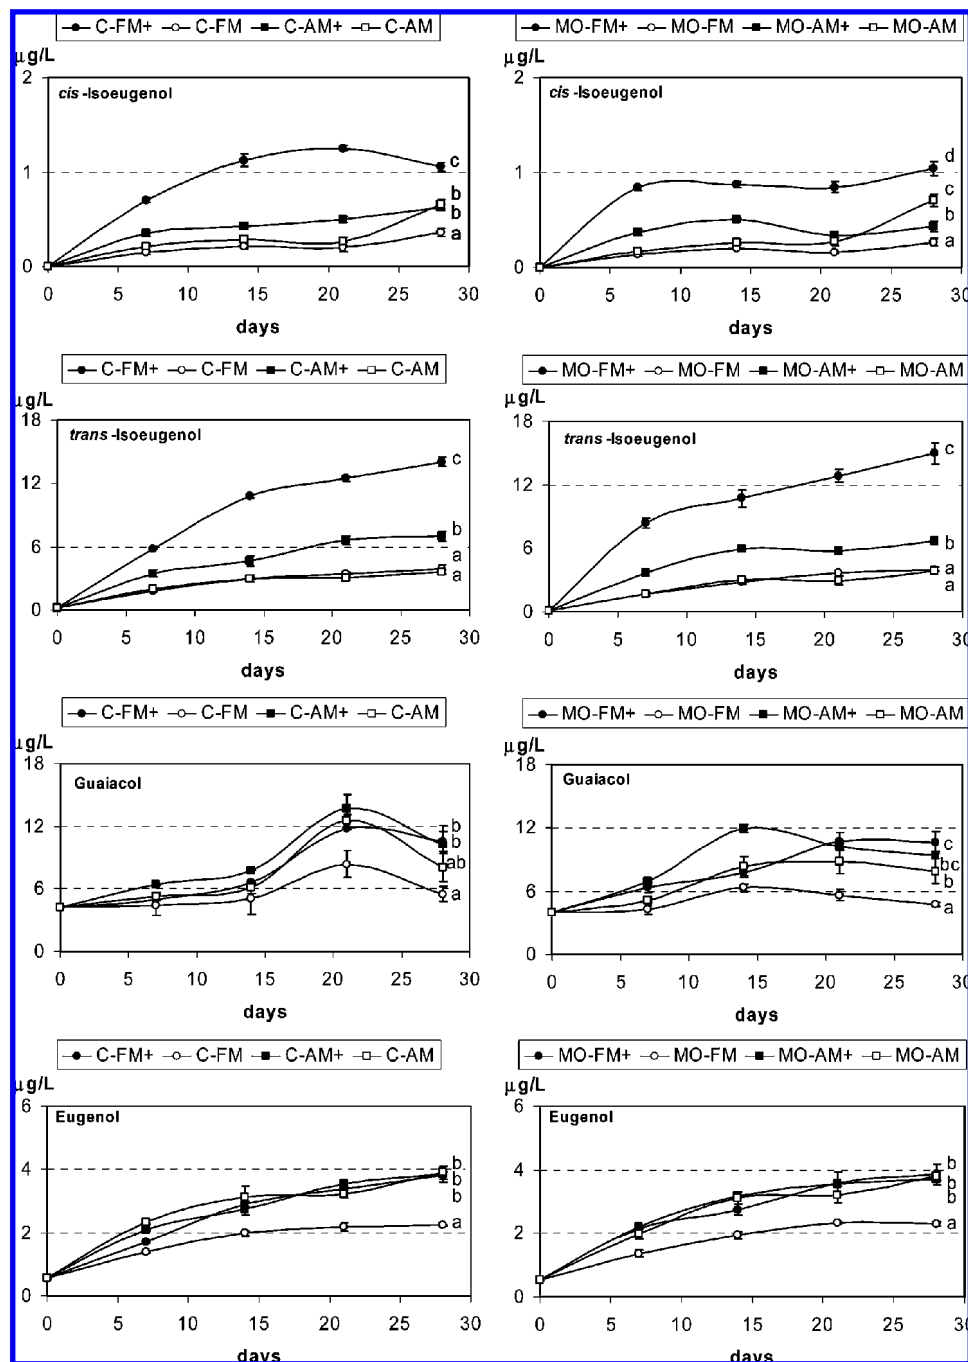 C-FM+ C-FM C-AM+ C-AM
MO-FM+ MO-FM MO-AM+ MO-AM
µg/L
µg/L
cis -Isoeugenol
cis -Isoeugenol
2
1
0
c
b
b
a
2
1
0
d
c
b
a
0 5 10 15 20 25 30
0 5 10 15 20 25 30
days
days
C-FM+ C-FM C-AM+ C-AM
MO-FM+ MO-FM MO-AM+ MO-AM
µg/L
µg/L
trans -Isoeugenol
trans -Isoeugenol
18
12
6
0
c
b
a
a
18
12
6
0
c
b
a
a
0 5 10 15 20 25 30
0 5 10 15 20 25 30
days
days
C-FM+ C-FM C-AM+ C-AM
MO-FM+ MO-FM MO-AM+ MO-AM
µg/L
µg/L
Guaiacol
Guaiacol
18
12
6
0
b
b
ab
a
18
12
6
0
c
bc
b
a
0 5 10 15 20 25 30
0 5 10 15 20 25 30
days
days
C-FM+ C-FM C-AM+ C-AM
MO-FM+ MO-FM MO-AM+ MO-AM
µg/L
µg/L
Eugenol
Eugenol
6
4
2
0
b
b
b
a
6
4
2
0
b
b
b
a
0 5 10 15 20 25 30
0 5 10 15 20 25 30
days
days